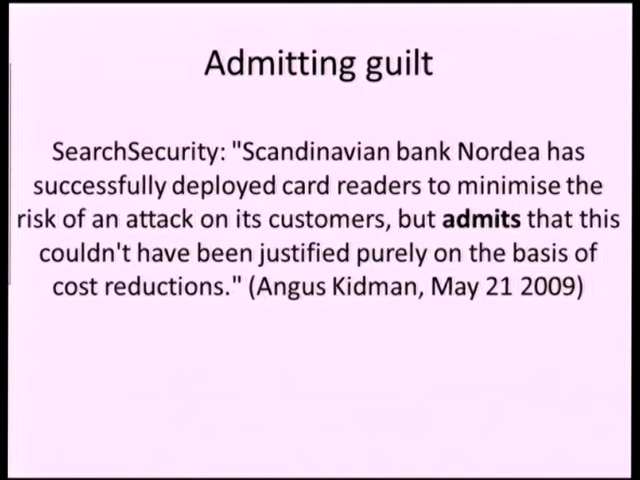 Admitting guilt
SearchSecurity: "Scandinavian bank Nordea has
successfully deployed card readers to minimise the
risk of an attack on its customers, but admits that this
couldn't have been justified purely on the basis of
cost reductions." (Angus Kidman, May 21 2009)